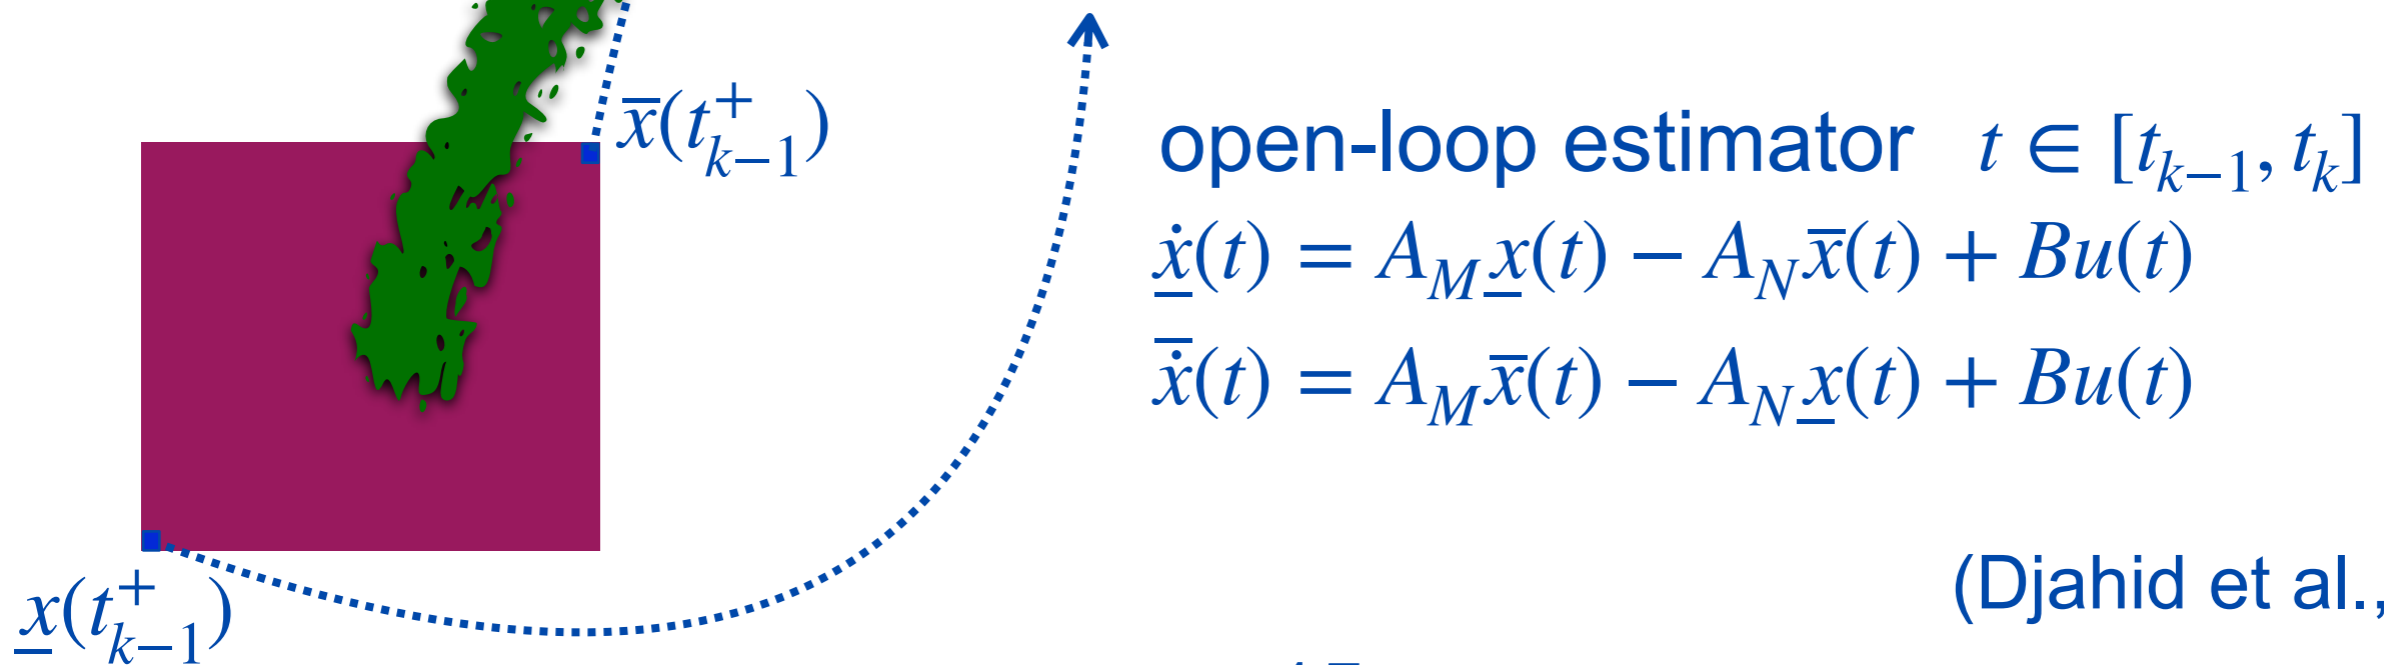 x̅(t⁺ₖ₋₁)
open-loop estimator t ∈ [tₖ₋₁, tₖ]
ẋ̲(t) = A_M x̲(t) − A_N x̅(t) + Bu(t)
ẋ̅(t) = A_M x̅(t) − A_N x̲(t) + Bu(t)
(Djahid et al.,
x̲(t⁺ₖ₋₁)